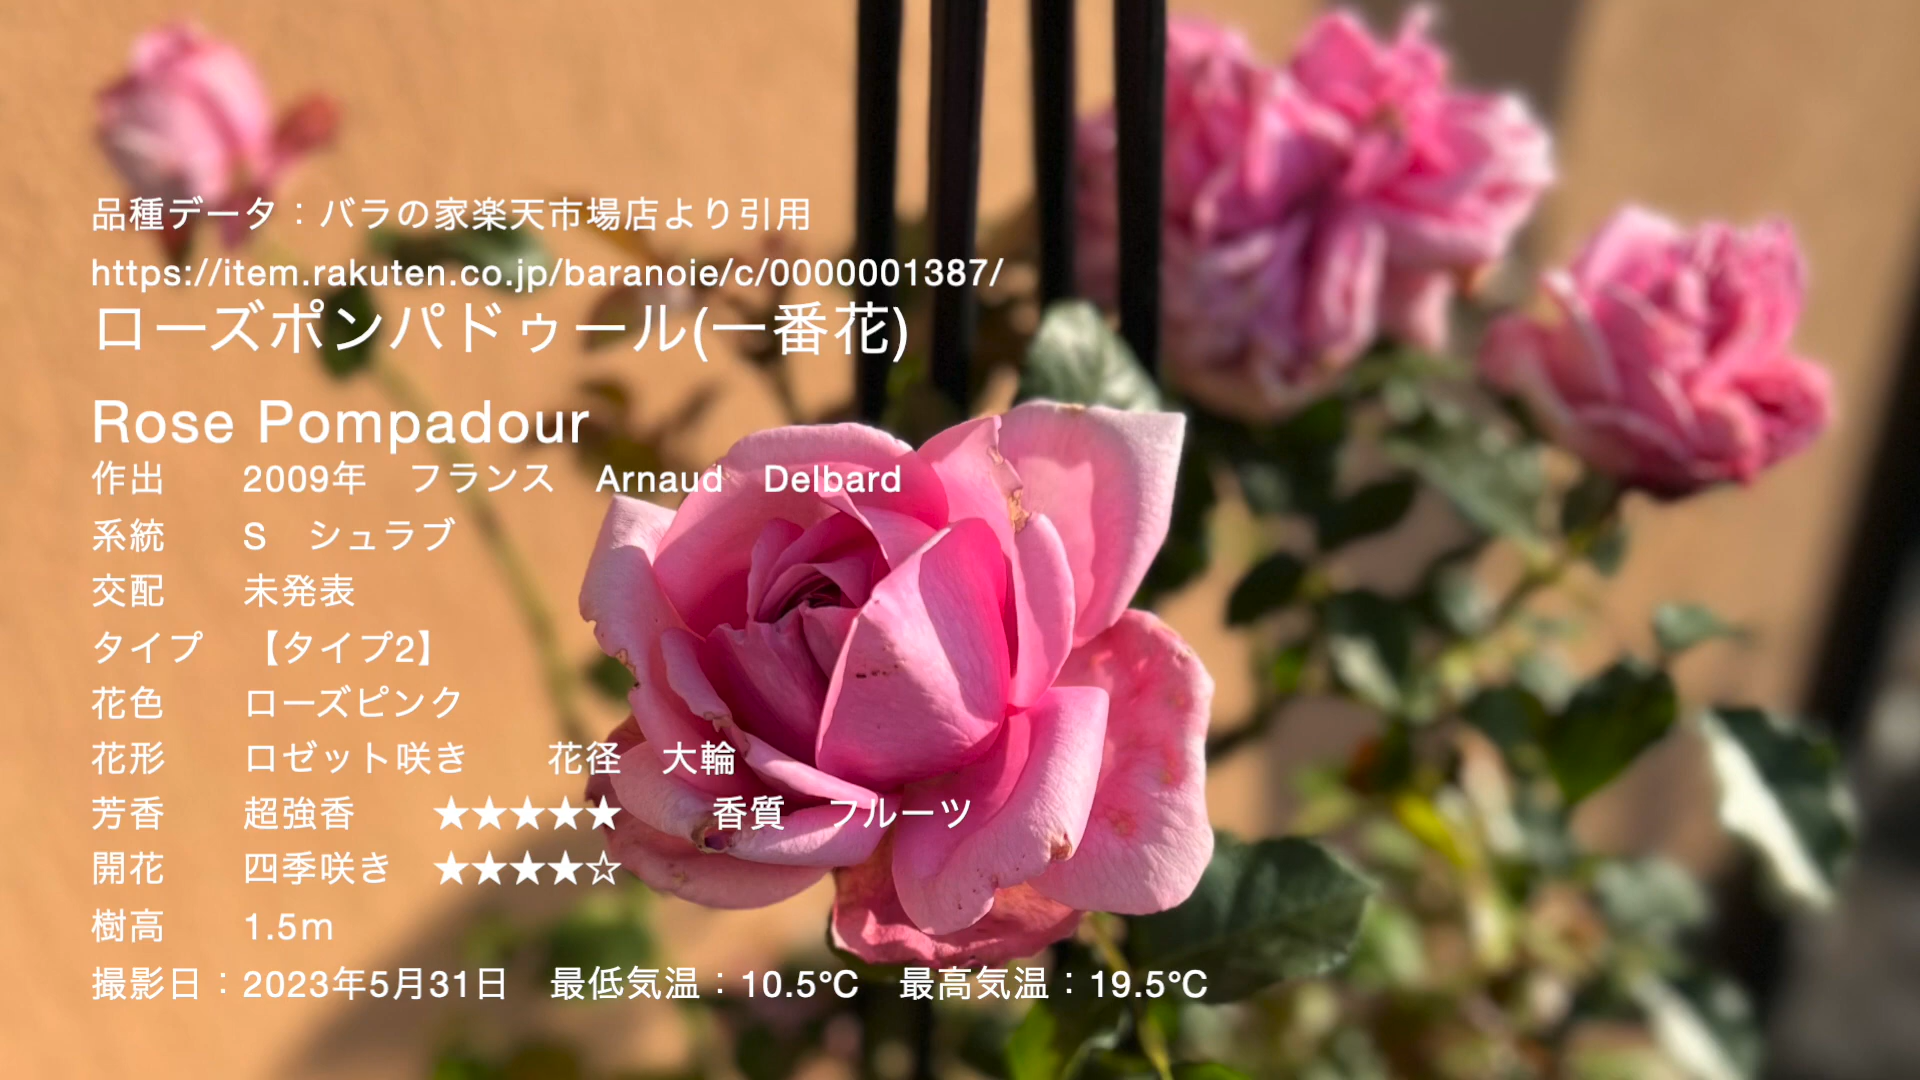 品種データ：バラの家楽天市場店より引用
https://item.rakuten.co.jp/baranoie/c/0000001387/
ローズポンパドゥール(一番花)
Rose Pompadour
作出　　2009年　フランス　Arnaud　Delbard
系統　　S　シュラブ
交配　　未発表
タイプ　【タイプ2】
花色　　ローズピンク
花形　　ロゼット咲き　　花径　大輪
芳香　　超強香　　★★★★★　　香質　フルーツ
開花　　四季咲き　★★★★☆
樹高　　1.5m
撮影日：2023年5月31日　最低気温：10.5℃　最高気温：19.5℃